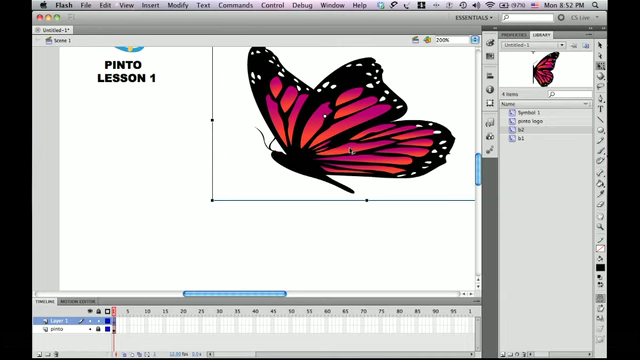 Flash File Edit View Insert Modify Text Commands Control Debug Window Help (97%) Mon 8:52 PM
ESSENTIALS CS Live
Untitled-1*
Scene 1 200%
PROPERTIES LIBRARY
Untitled-1
PINTO
LESSON 1
4 items
Name
Symbol 1
pinto logo
b2
b1
TIMELINE MOTION EDITOR
1 5 10 15 20 25 30 35 40 45 50 55 60 65 70 75 80 85 90 95
Layer 1
pinto